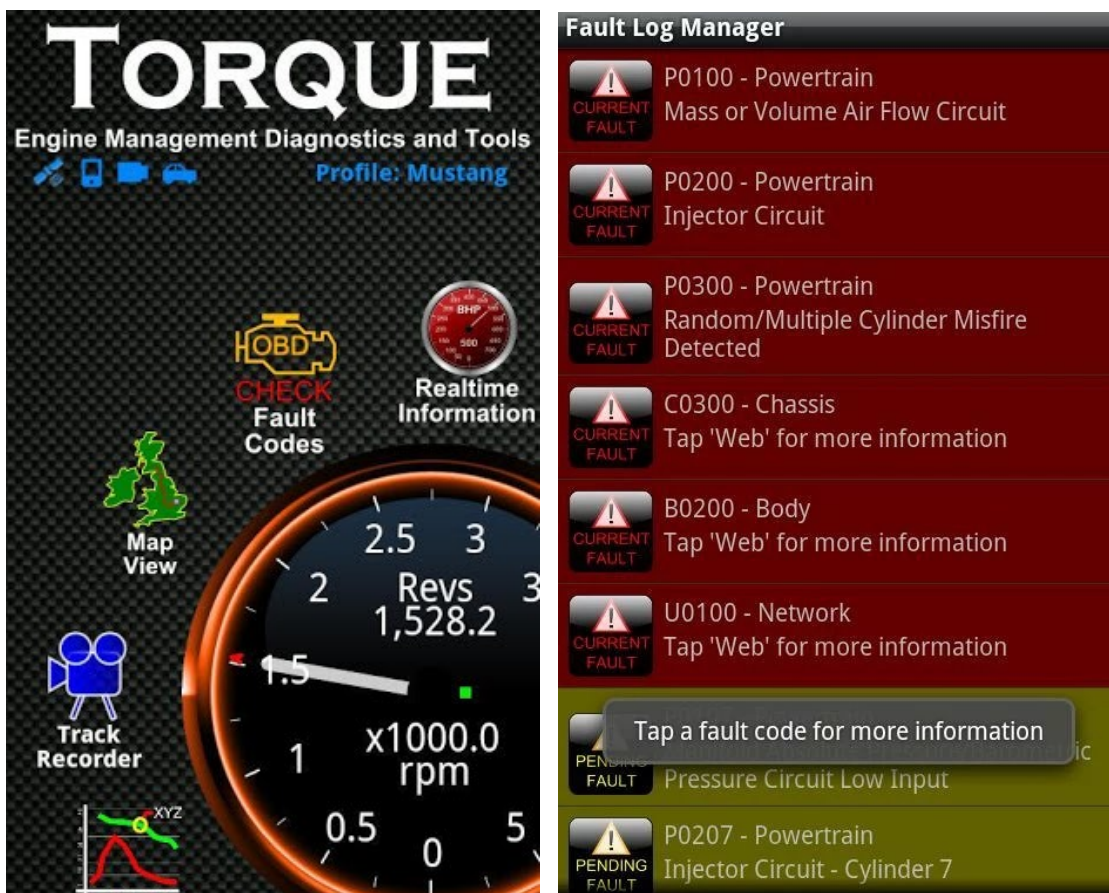 TORQUE
Engine Management Diagnostics and Tools
Profile: Mustang
BHP
500
Realtime
Information
OBD
CHECK
Fault
Codes
Map
View
Track
Recorder
XYZ
2.5
3
2
3
Revs
1,528.2
1.5
x1000.0
rpm
1
0.5
0
5
Fault Log Manager
CURRENT
FAULT
P0100 - Powertrain
Mass or Volume Air Flow Circuit
CURRENT
FAULT
P0200 - Powertrain
Injector Circuit
CURRENT
FAULT
P0300 - Powertrain
Random/Multiple Cylinder Misfire
Detected
CURRENT
FAULT
C0300 - Chassis
Tap 'Web' for more information
CURRENT
FAULT
B0200 - Body
Tap 'Web' for more information
CURRENT
FAULT
U0100 - Network
Tap 'Web' for more information
Tap a fault code for more information
PENDING
FAULT
Pressure Circuit Low Input
PENDING
FAULT
P0207 - Powertrain
Injector Circuit - Cylinder 7